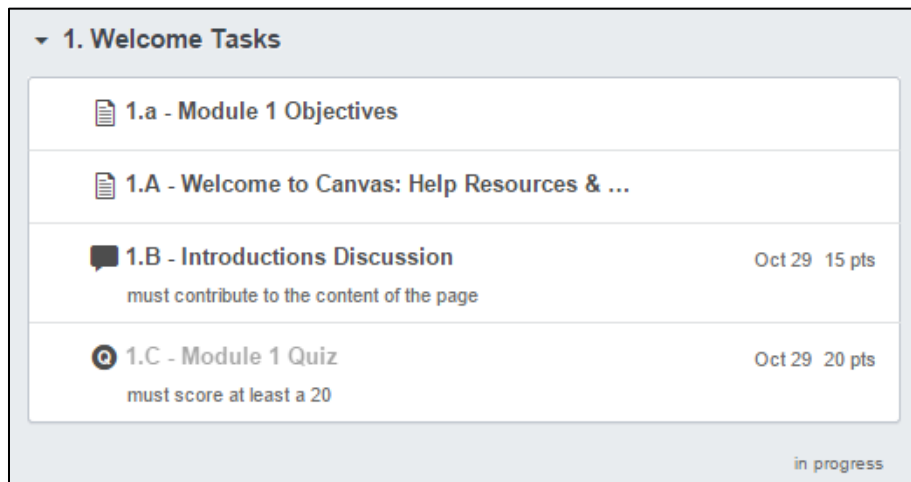 1. Welcome Tasks
1.a - Module 1 Objectives
1.A - Welcome to Canvas: Help Resources & ...
1.B - Introductions Discussion Oct 29 15 pts
must contribute to the content of the page
Q 1.C - Module 1 Quiz Oct 29 20 pts
must score at least a 20
in progress